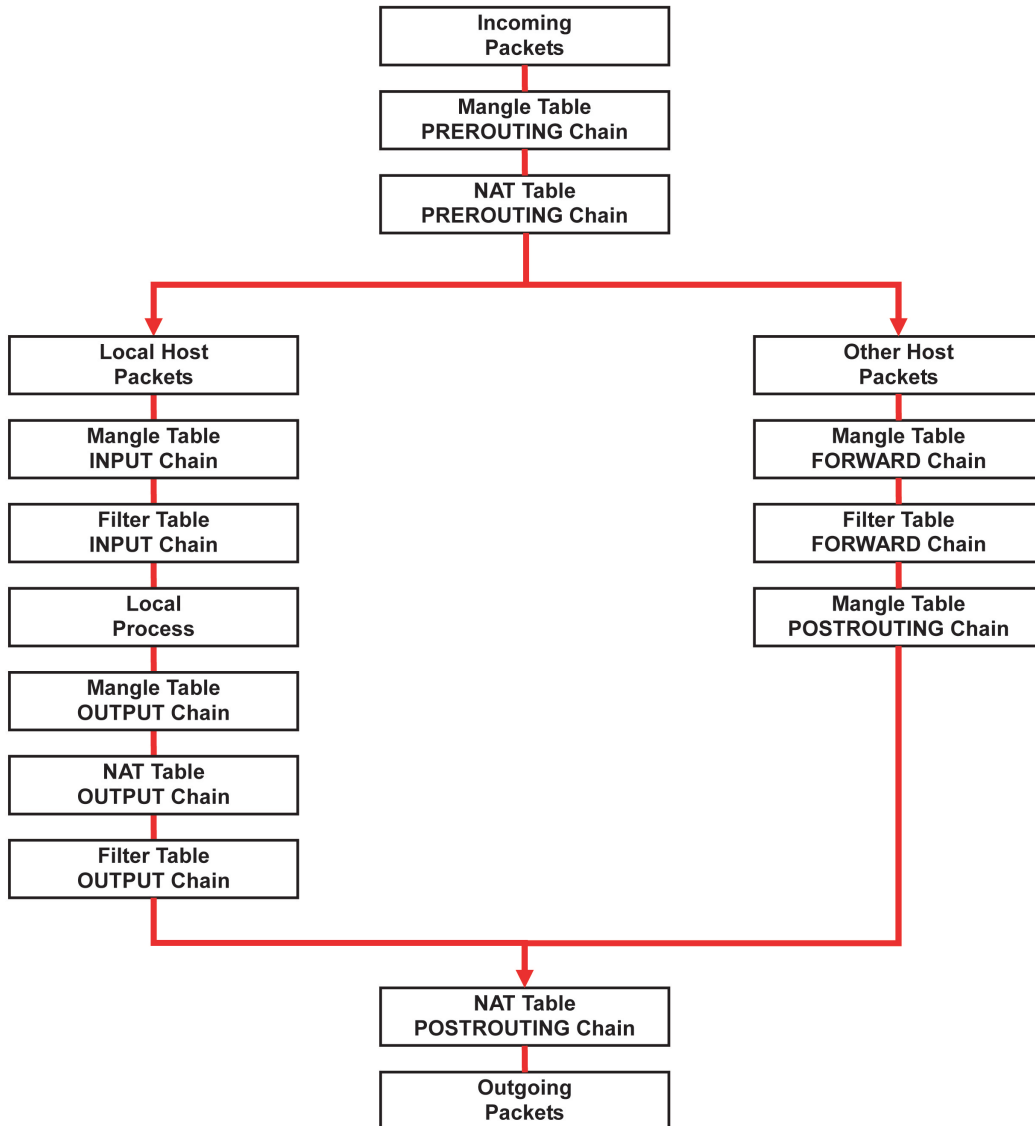 Incoming
Packets
Mangle Table
PREROUTING Chain
NAT Table
PREROUTING Chain
Local Host
Packets
Mangle Table
INPUT Chain
Filter Table
INPUT Chain
Local
Process
Mangle Table
OUTPUT Chain
NAT Table
OUTPUT Chain
Filter Table
OUTPUT Chain
Other Host
Packets
Mangle Table
FORWARD Chain
Filter Table
FORWARD Chain
Mangle Table
POSTROUTING Chain
NAT Table
POSTROUTING Chain
Outgoing
Packets